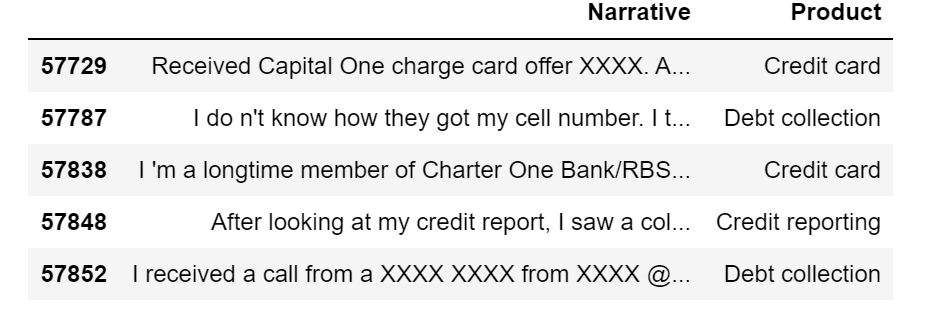 Narrative Product
57729 Received Capital One charge card offer XXXX. A... Credit card
57787 I do n't know how they got my cell number. I t... Debt collection
57838 I 'm a longtime member of Charter One Bank/RBS... Credit card
57848 After looking at my credit report, I saw a col... Credit reporting
57852 I received a call from a XXXX XXXX from XXXX @... Debt collection